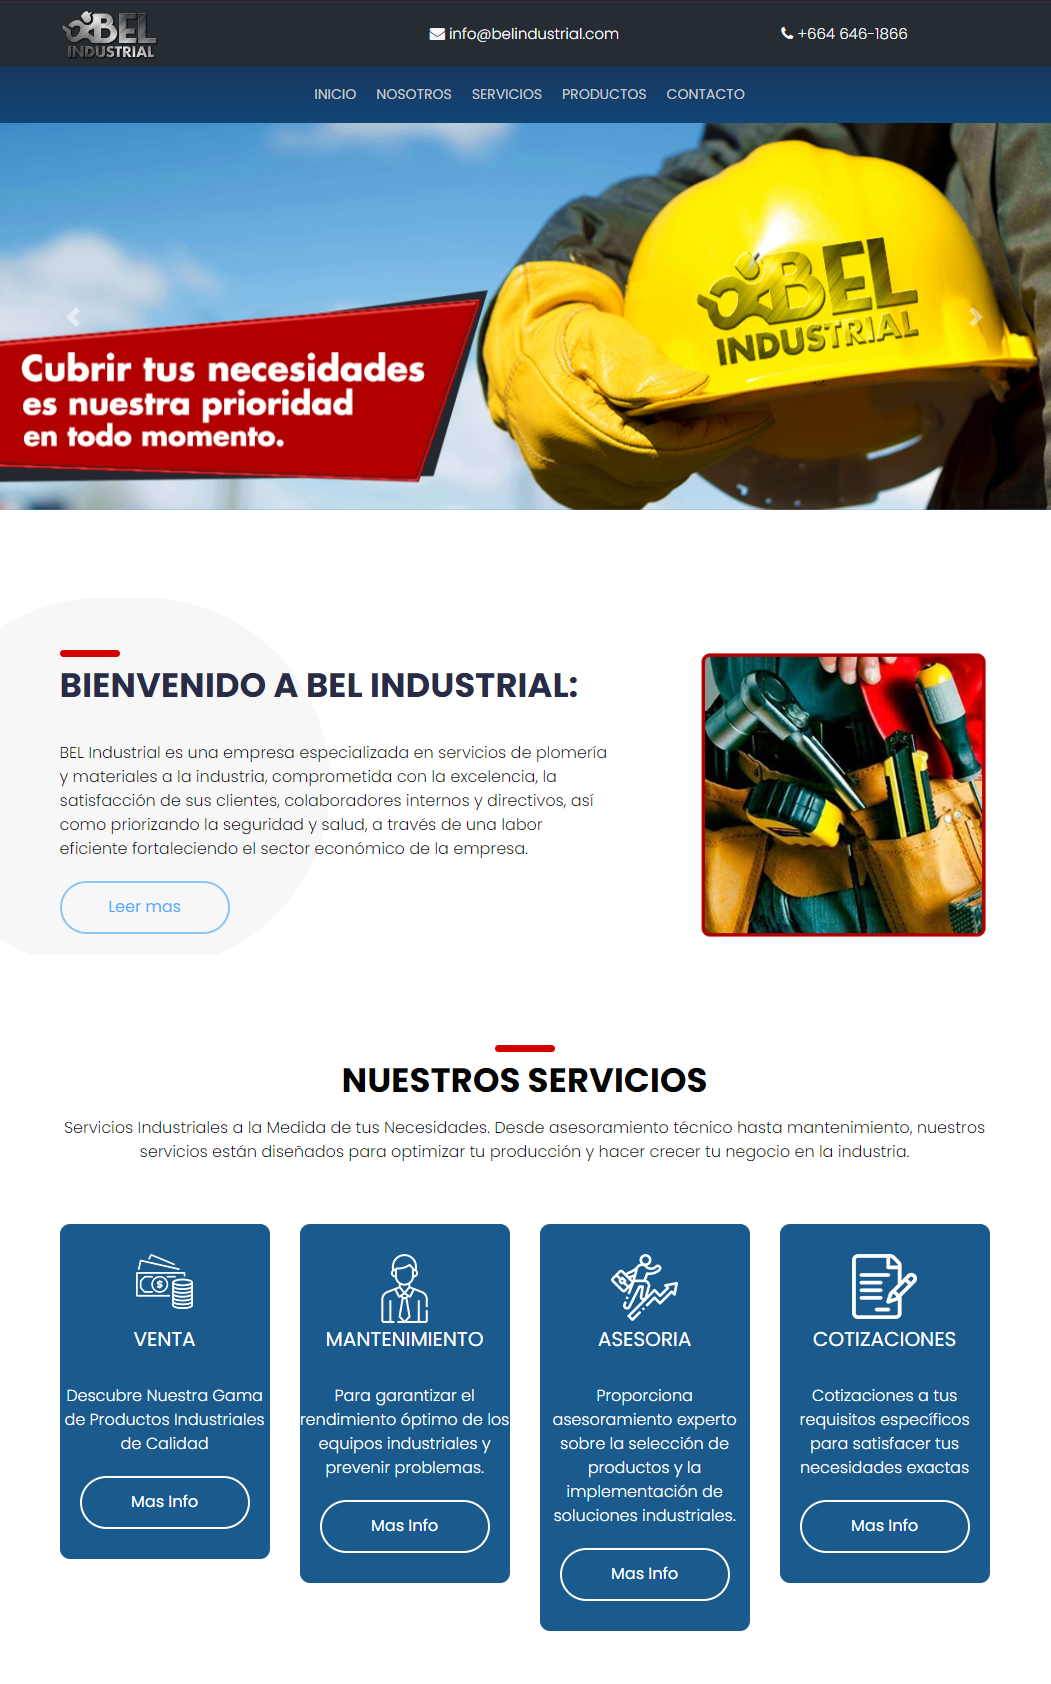 BEL
INDUSTRIAL
info@belindustrial.com
+664 646-1866
INICIO NOSOTROS SERVICIOS PRODUCTOS CONTACTO
BEL
INDUSTRIAL
Cubrir tus necesidades
es nuestra prioridad
en todo momento.
BIENVENIDO A BEL INDUSTRIAL:
BEL Industrial es una empresa especializada en servicios de plomería
y materiales a la industria, comprometida con la excelencia, la
satisfacción de sus clientes, colaboradores internos y directivos, así
como priorizando la seguridad y salud, a través de una labor
eficiente fortaleciendo el sector económico de la empresa.
Leer mas
NUESTROS SERVICIOS
Servicios Industriales a la Medida de tus Necesidades. Desde asesoramiento técnico hasta mantenimiento, nuestros
servicios están diseñados para optimizar tu producción y hacer crecer tu negocio en la industria.
VENTA
Descubre Nuestra Gama
de Productos Industriales
de Calidad
Mas Info
MANTENIMIENTO
Para garantizar el
rendimiento óptimo de los
equipos industriales y
prevenir problemas.
Mas Info
ASESORIA
Proporciona
asesoramiento experto
sobre la selección de
productos y la
implementación de
soluciones industriales.
Mas Info
COTIZACIONES
Cotizaciones a tus
requisitos específicos
para satisfacer tus
necesidades exactas
Mas Info